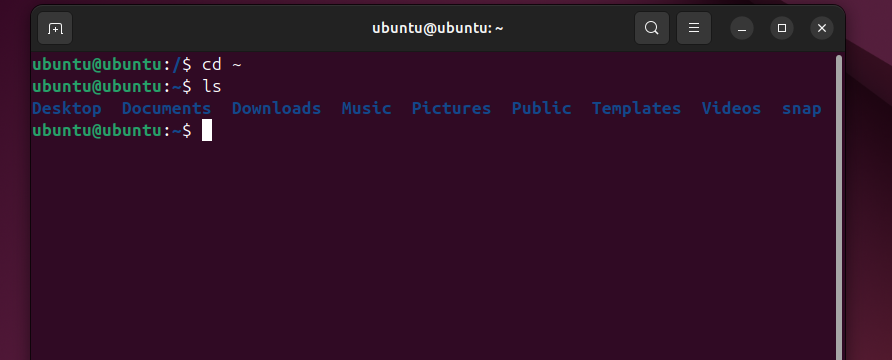 ubuntu@ubuntu: ~
ubuntu@ubuntu:/$ cd ~
ubuntu@ubuntu:~$ ls
Desktop  Documents  Downloads  Music  Pictures  Public  Templates  Videos  snap
ubuntu@ubuntu:~$